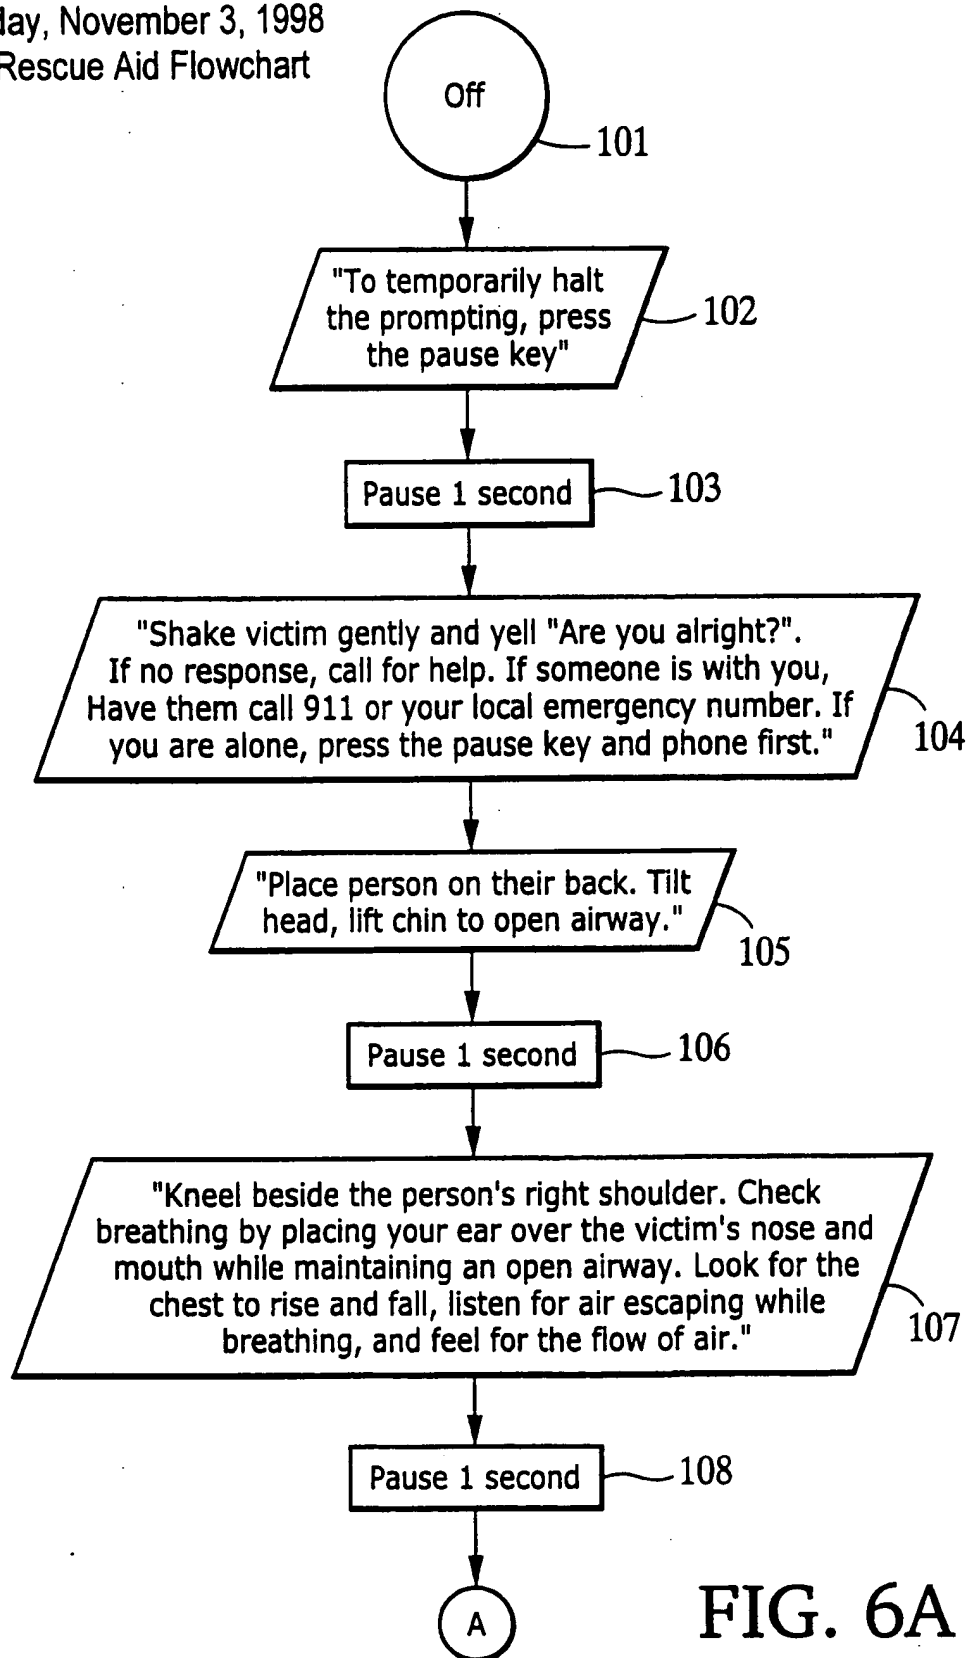 day, November 3, 1998
Rescue Aid Flowchart
Off
101
"To temporarily halt
the prompting, press
the pause key"
102
Pause 1 second
103
"Shake victim gently and yell "Are you alright?".
If no response, call for help. If someone is with you,
Have them call 911 or your local emergency number. If
you are alone, press the pause key and phone first."
104
"Place person on their back. Tilt
head, lift chin to open airway."
105
Pause 1 second
106
"Kneel beside the person's right shoulder. Check
breathing by placing your ear over the victim's nose and
mouth while maintaining an open airway. Look for the
chest to rise and fall, listen for air escaping while
breathing, and feel for the flow of air."
107
Pause 1 second
108
A
FIG. 6A